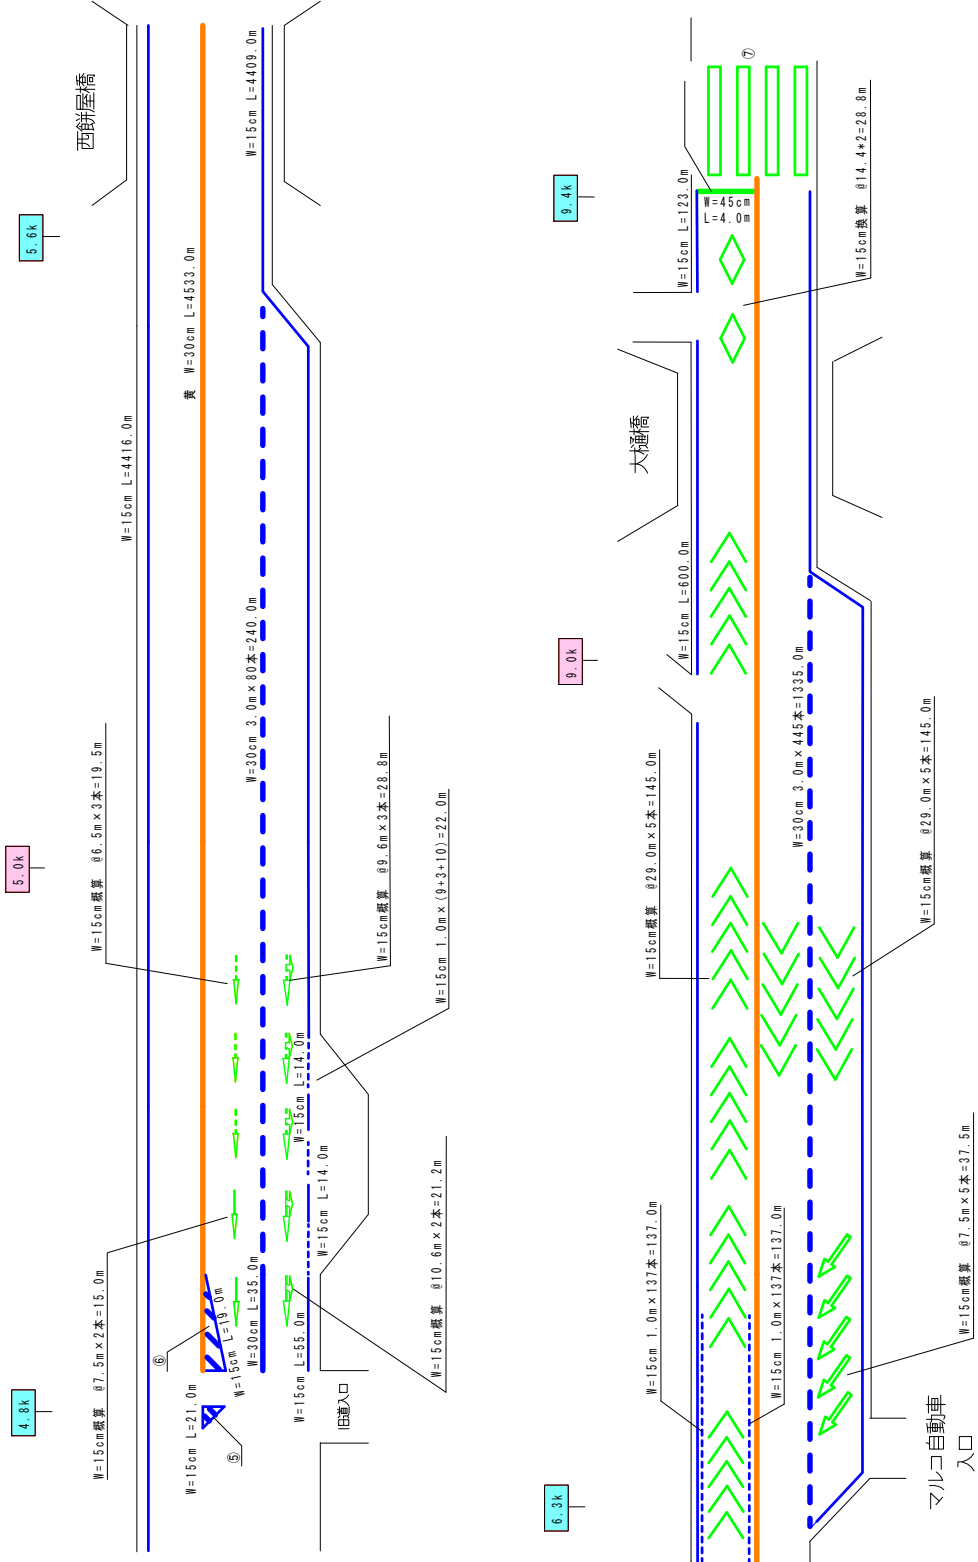 西餅屋橋
5.6k
W=15cm L=4409.0m
黄 W=30cm L=4533.0m
W=15cm L=4416.0m
W=30cm 3.0m×80本=240.0m
5.0k
W=15cm概算 @6.5m×3本=19.5m
W=15cm概算 @9.6m×3本=28.8m
W=15cm 1.0m×(9+3+10)=22.0m
W=15cm L=14.0m
W=15cm L=14.0m
W=15cm概算 @10.6m×2本=21.2m
W=15cm概算 @7.5m×2本=15.0m
⑥
W=15cm L=19.0m
W=30cm L=35.0m
W=15cm L=55.0m
4.8k
W=15cm L=21.0m
⑤
旧道入口
⑦
9.4k
W=15cm L=123.0m
W=45cm
L=4.0m
W=15cm換算 @14.4*2=28.8m
大樋橋
W=15cm L=600.0m
9.0k
W=15cm概算 @29.0m×5本=145.0m
W=30cm 3.0m×445本=1335.0m
W=15cm概算 @29.0m×5本=145.0m
W=15cm 1.0m×137本=137.0m
W=15cm 1.0m×137本=137.0m
W=15cm概算 @7.5m×5本=37.5m
6.3k
マルコ自動車
入口